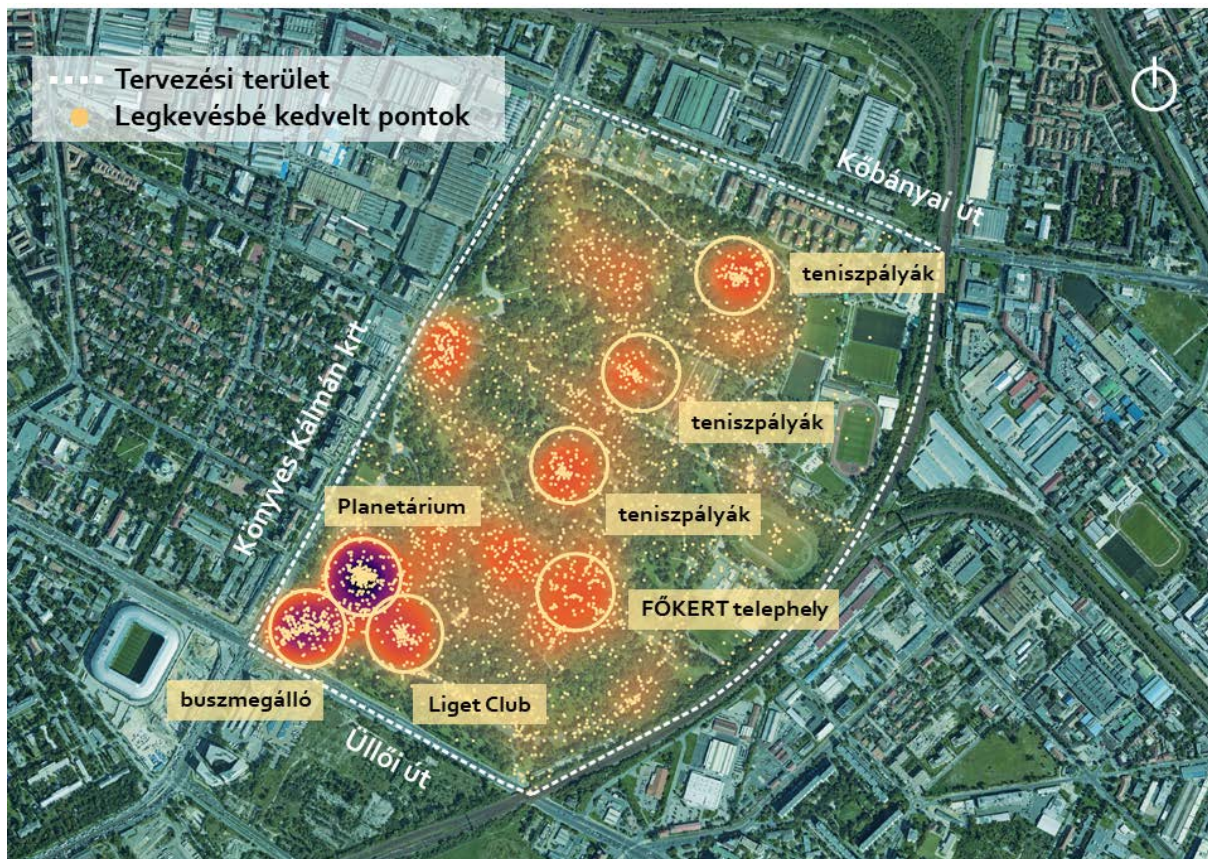 Tervezési terület
Legkevésbé kedvelt pontok
Kőbányai út
teniszpályák
Könyves Kálmán krt.
teniszpályák
Planetárium
teniszpályák
FŐKERT telephely
buszmegálló
Liget Club
Üllői út